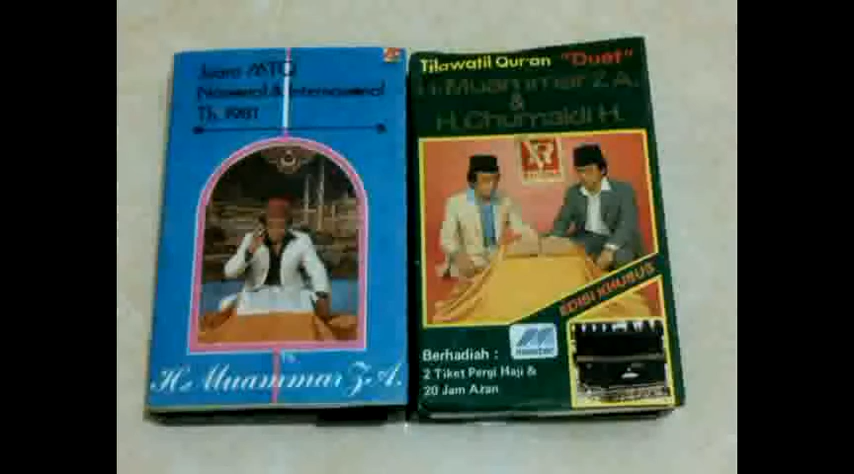 Juara MTQ
Nasional & Internasional
Th. 1981
H. Muammar Z.A.
Tilawatil Qur'an "Duet"
H. Muammar Z.A.
&
H. Chumaidi H.
EDISI KHUSUS
Berhadiah :
2 Tiket Pergi Haji &
20 Jam Azan